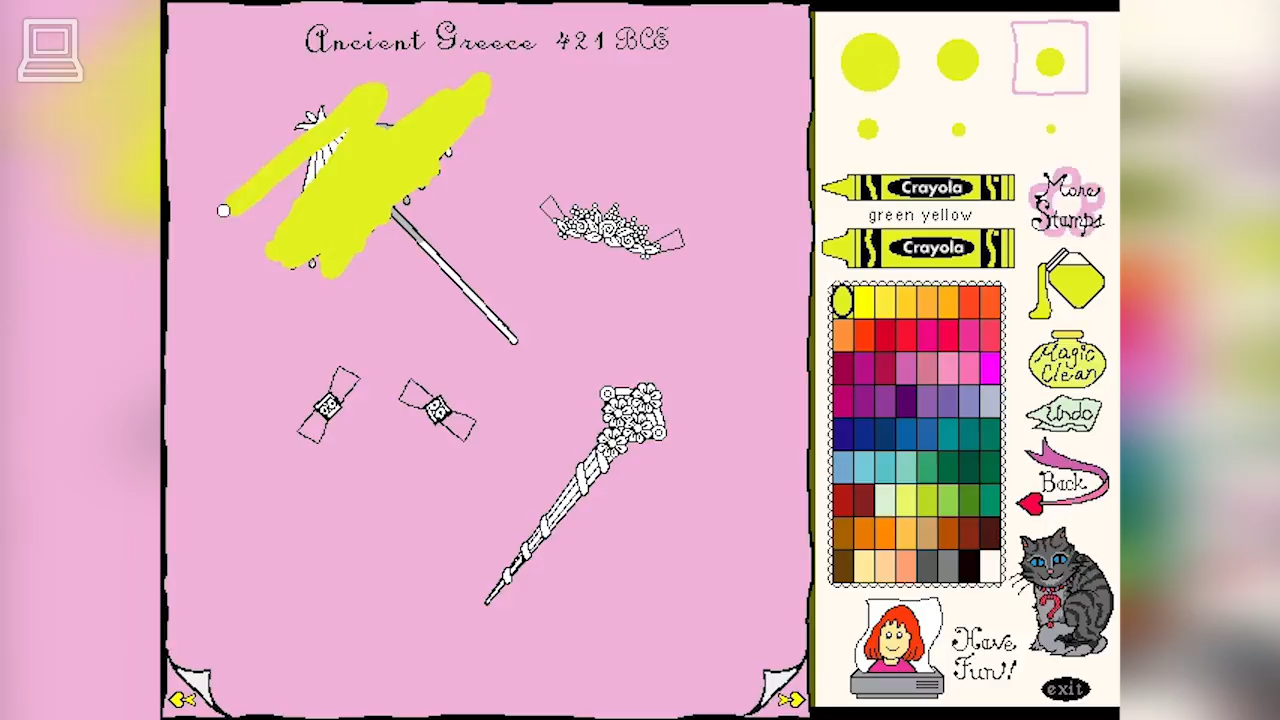 Ancient Greece 421 BCE
Crayola
green yellow
Crayola
More
Stamps
Magic
Clean
Undo
Back
?
Have
Fun!!
exit